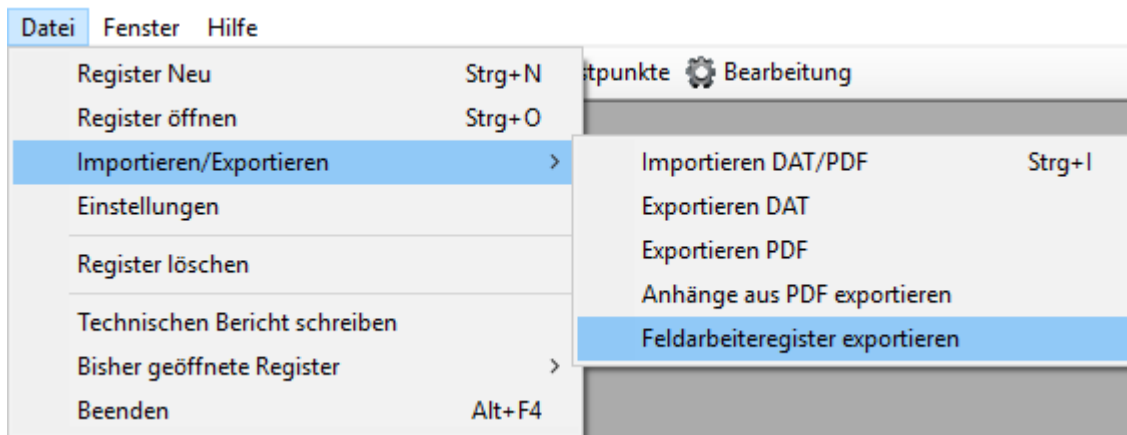 Datei Fenster Hilfe
Register Neu Strg+N
Bearbeitung
Register öffnen Strg+O
Importieren/Exportieren >
Importieren DAT/PDF Strg+I
Einstellungen
Exportieren DAT
Exportieren PDF
Register löschen
Anhänge aus PDF exportieren
Technischen Bericht schreiben
Feldarbeiteregister exportieren
Bisher geöffnete Register >
Beenden Alt+F4